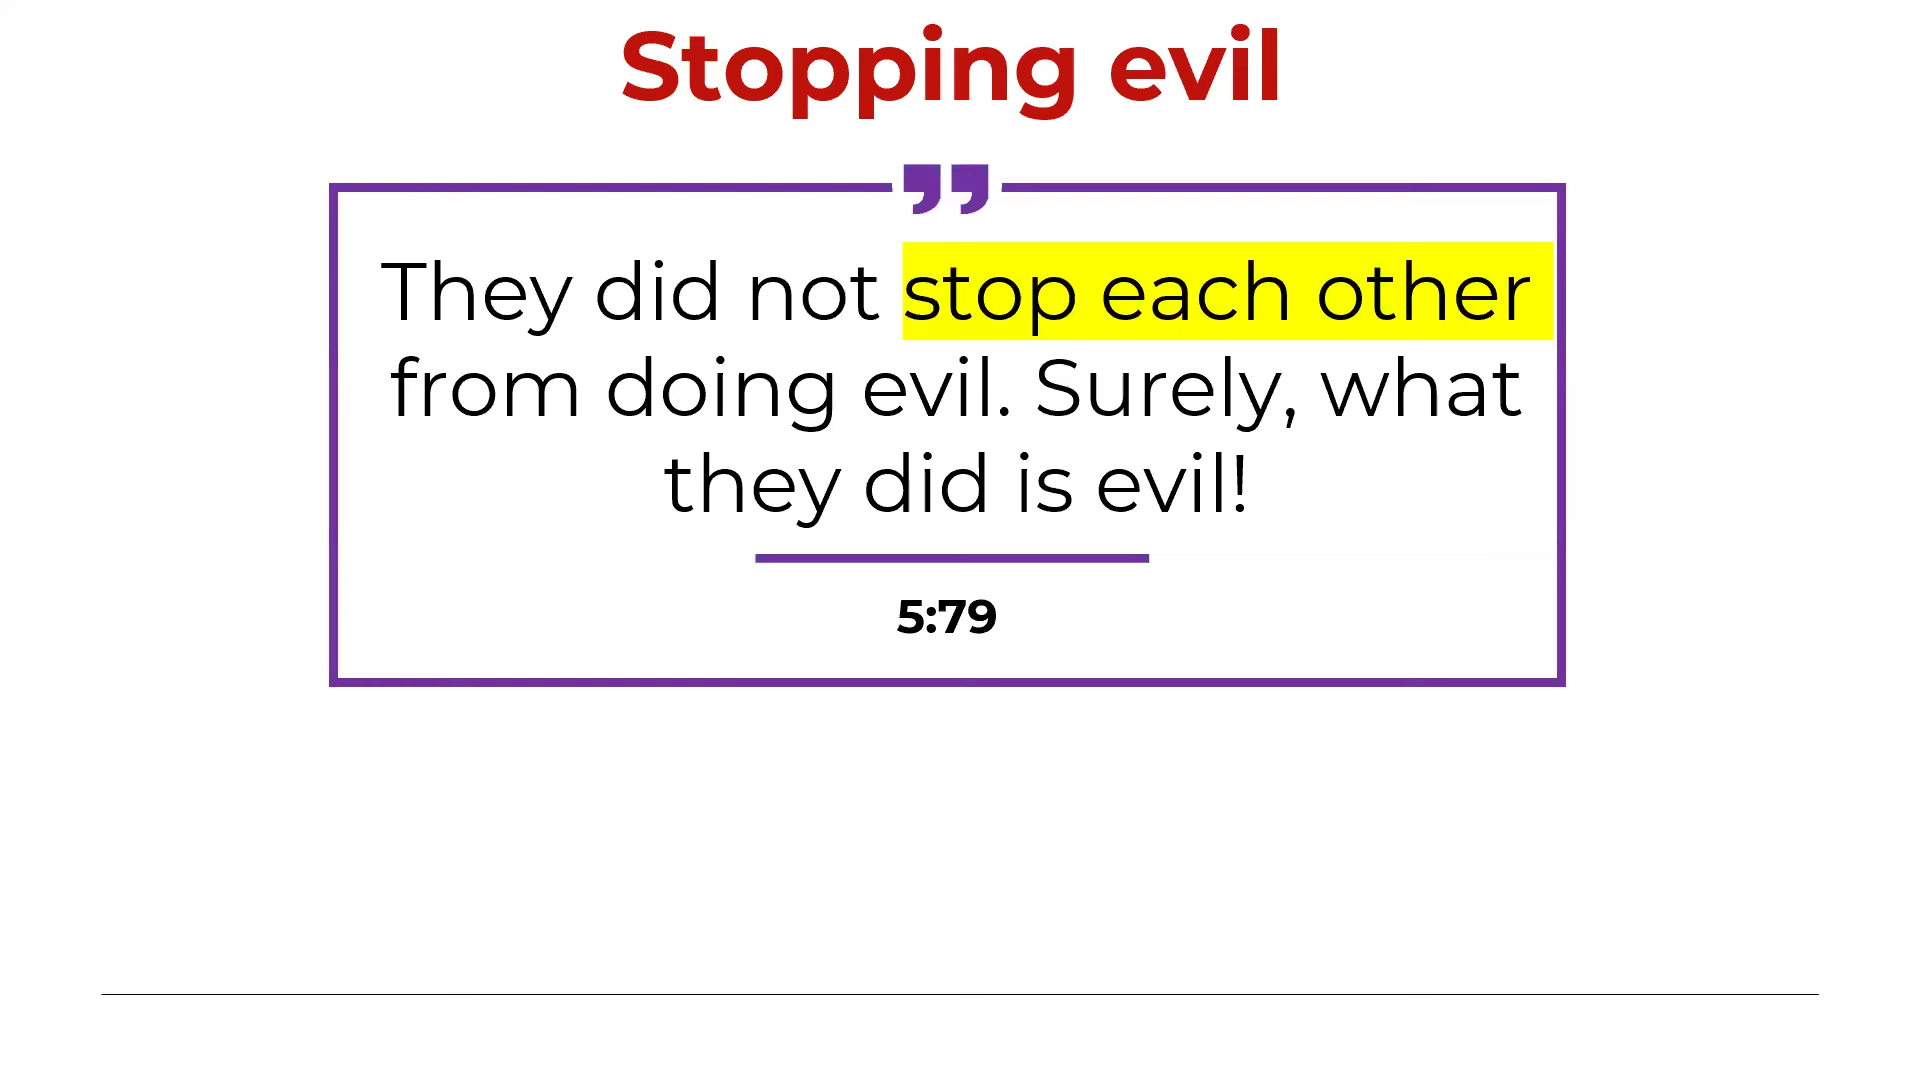 Stopping evil
”
They did not stop each other
from doing evil. Surely, what
they did is evil!
5:79